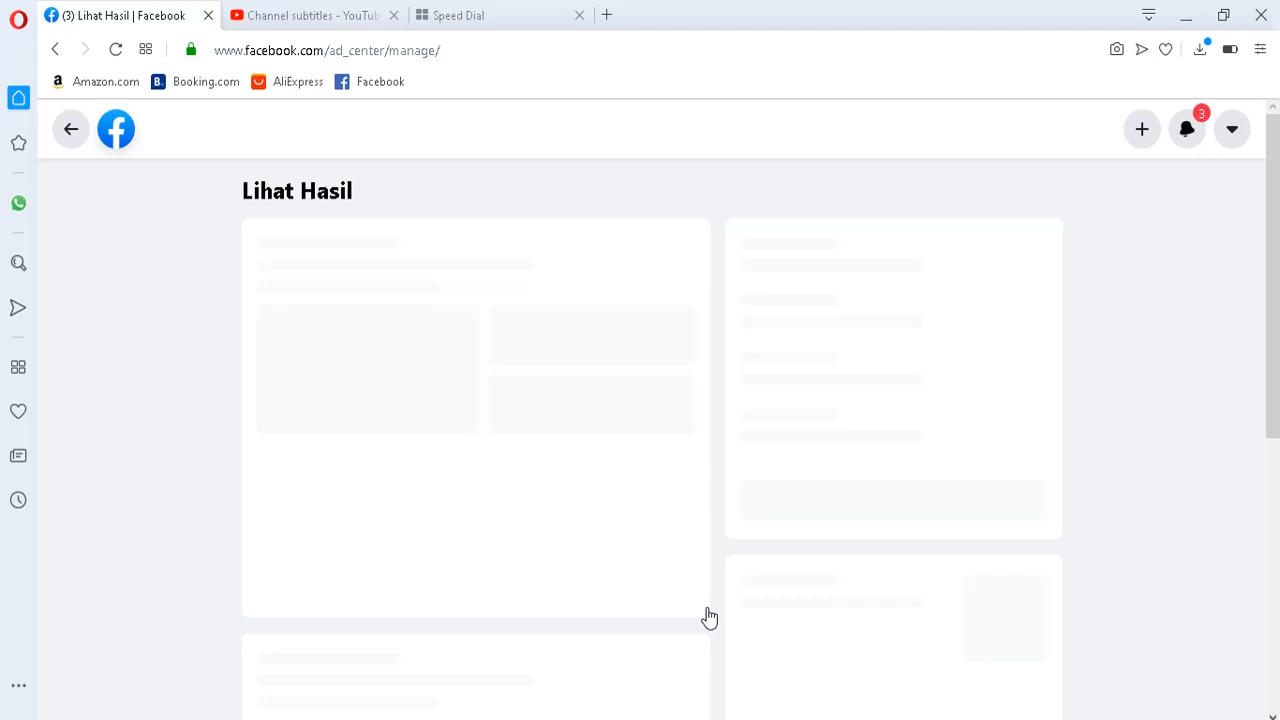 (3) Lihat Hasil | Facebook
Channel subtitles - YouTub
Speed Dial
www.facebook.com/ad_center/manage/
Amazon.com
B. Booking.com
AliExpress
Facebook
3
Lihat Hasil